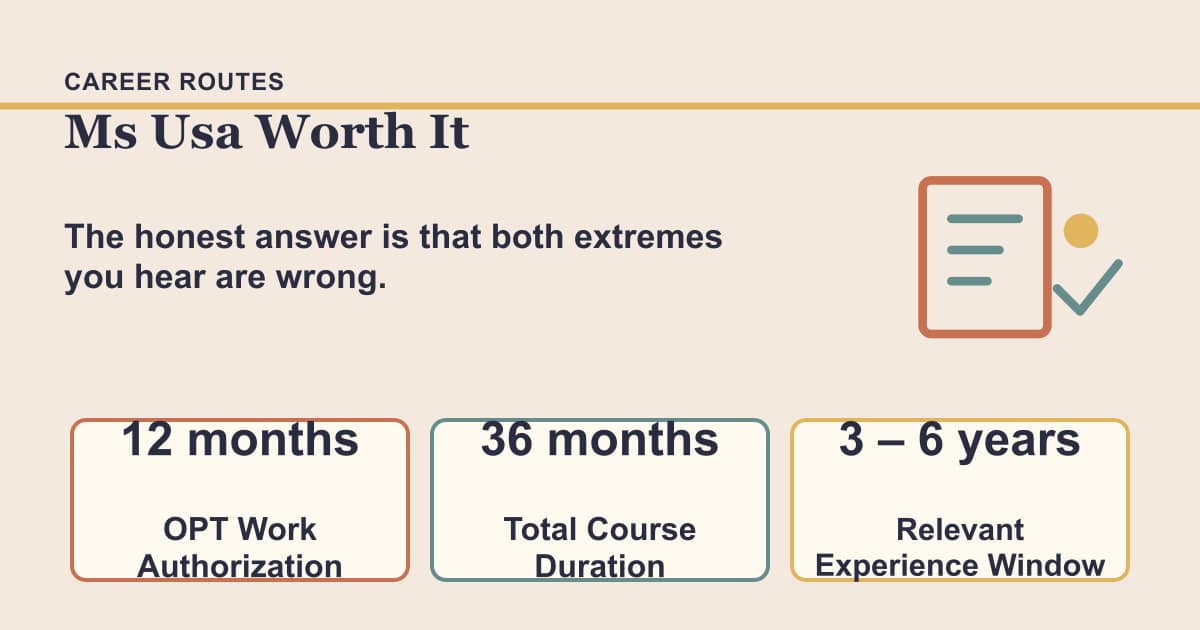 CAREER ROUTES
Ms Usa Worth It
The honest answer is that both extremes
you hear are wrong.
12 months
OPT Work
Authorization
36 months
Total Course
Duration
3 – 6 years
Relevant
Experience Window